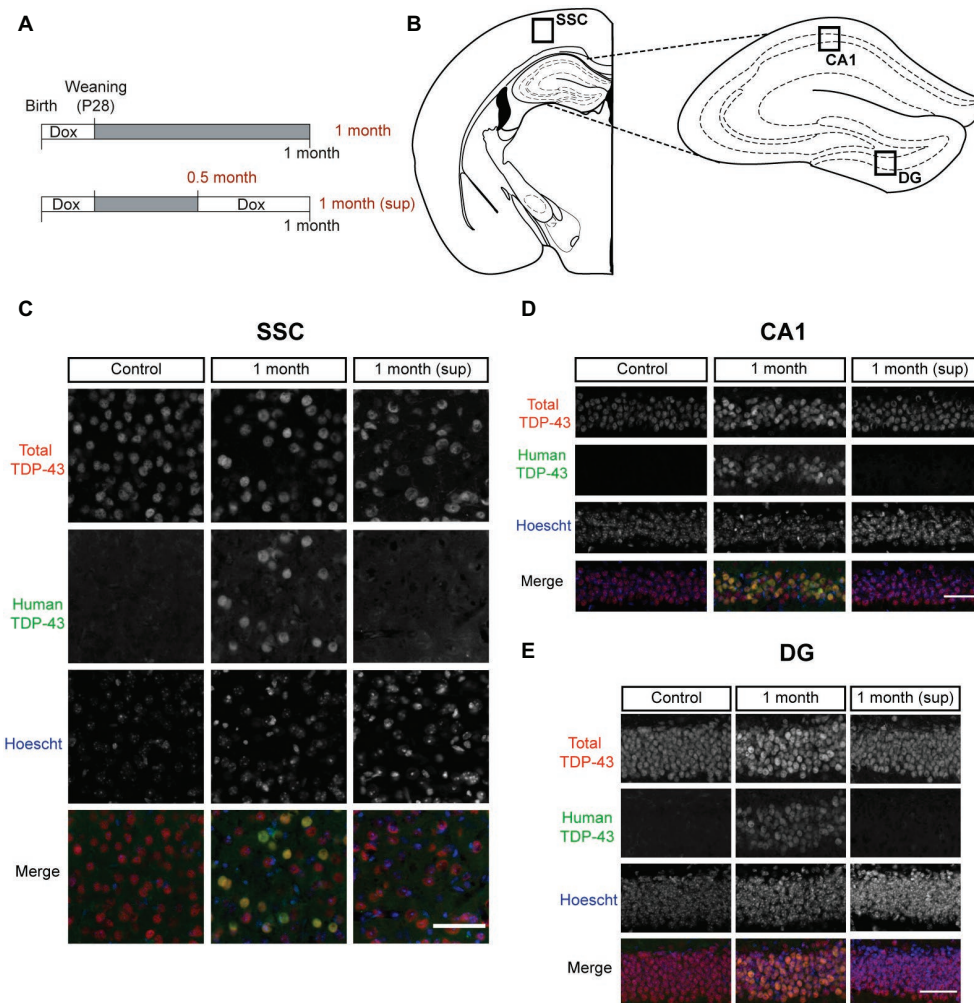 A
Weaning
(P28)
Birth
Dox
1 month
1 month
0.5 month
Dox
Dox
1 month (sup)
1 month
B
SSC
CA1
DG
C
SSC
Control
1 month
1 month (sup)
Total
TDP-43
Human
TDP-43
Hoescht
Merge
D
CA1
Control
1 month
1 month (sup)
Total
TDP-43
Human
TDP-43
Hoescht
Merge
E
DG
Control
1 month
1 month (sup)
Total
TDP-43
Human
TDP-43
Hoescht
Merge